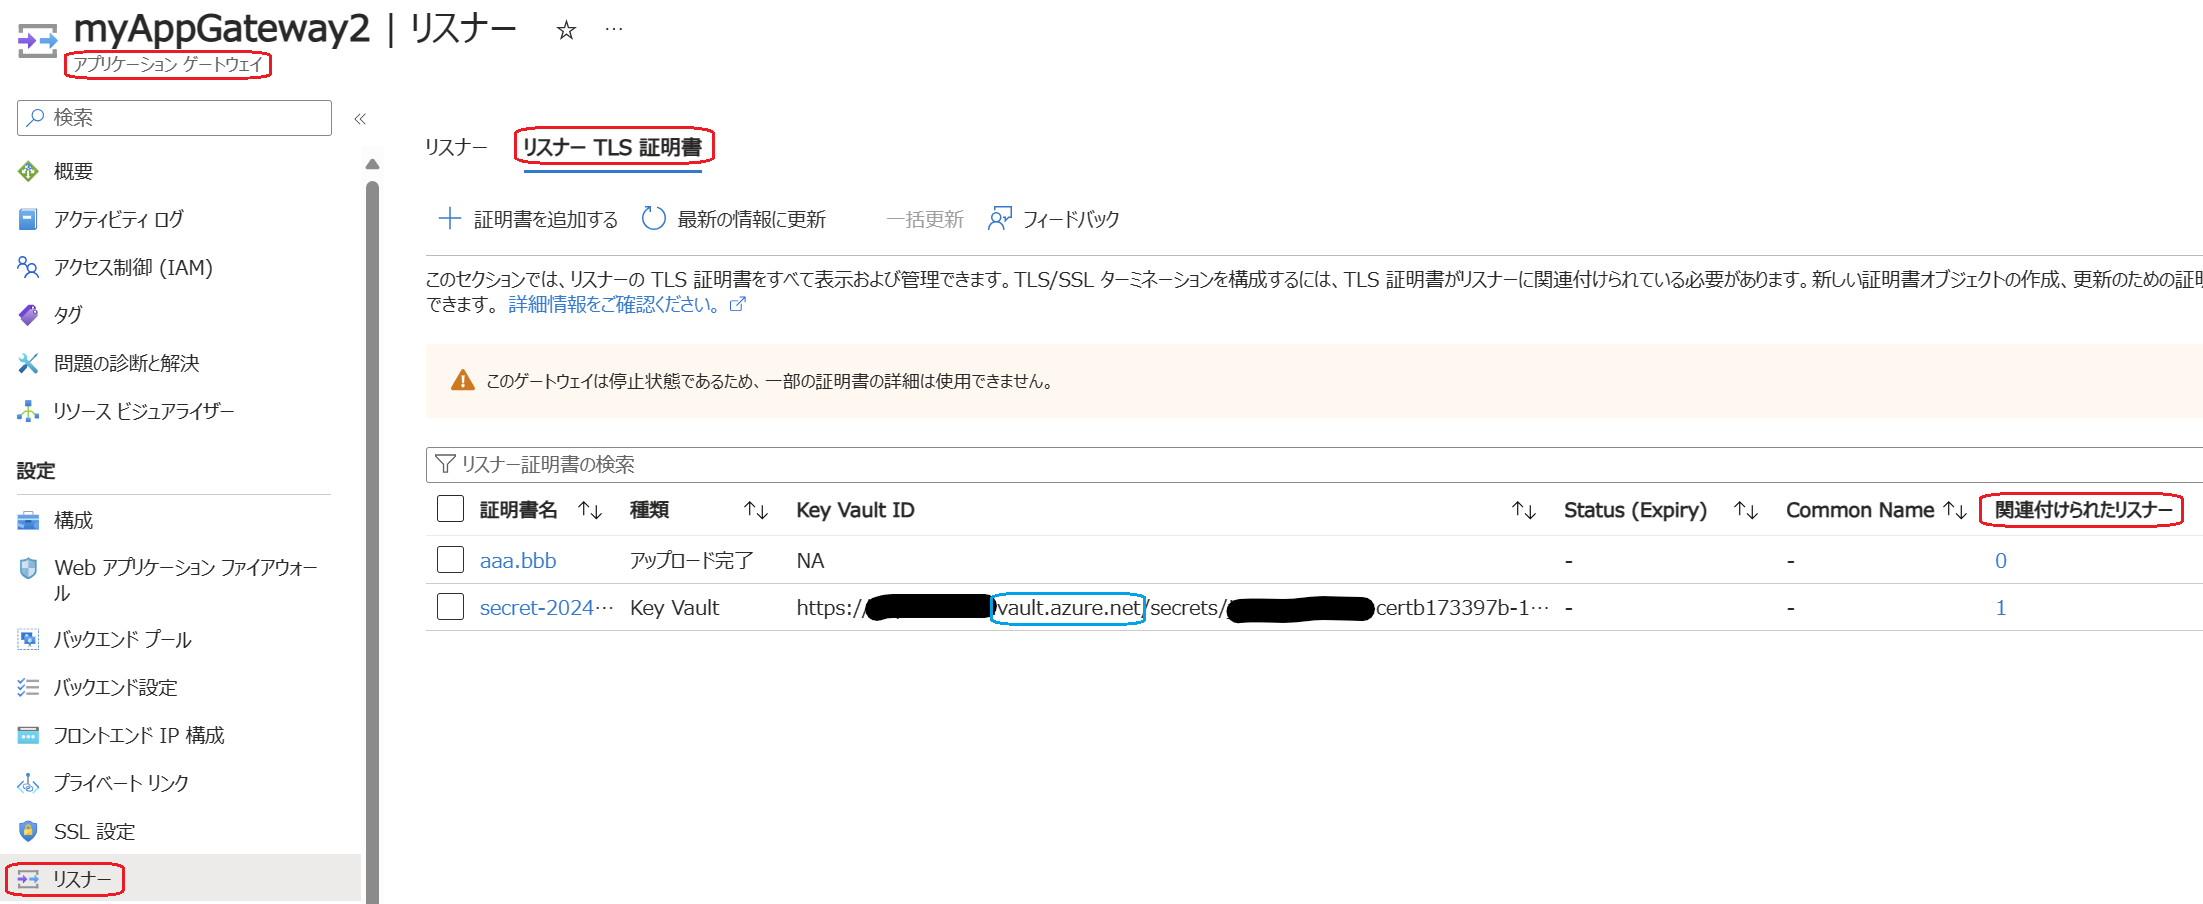 myAppGateway2 | リスナー ☆ …
アプリケーション ゲートウェイ
検索
«
概要
アクティビティ ログ
アクセス制御 (IAM)
タグ
問題の診断と解決
リソース ビジュアライザー
設定
構成
Web アプリケーション ファイアウォー
ル
バックエンド プール
バックエンド設定
フロントエンド IP 構成
プライベート リンク
SSL 設定
リスナー
リスナー リスナー TLS 証明書
証明書を追加する 最新の情報に更新 一括更新 フィードバック
このセクションでは、リスナーの TLS 証明書をすべて表示および管理できます。TLS/SSL ターミネーションを構成するには、TLS 証明書がリスナーに関連付けられている必要があります。新しい証明書オブジェクトの作成、更新のための証明
できます。 詳細情報をご確認ください。
このゲートウェイは停止状態であるため、一部の証明書の詳細は使用できません。
リスナー証明書の検索
証明書名 ↑↓ 種類 ↑↓ Key Vault ID ↑↓ Status (Expiry) ↑↓ Common Name ↑↓ 関連付けられたリスナー
aaa.bbb アップロード完了 NA - - 0
secret-2024… Key Vault https:// vault.azure.net/secrets/ certb173397b-1… - - 1